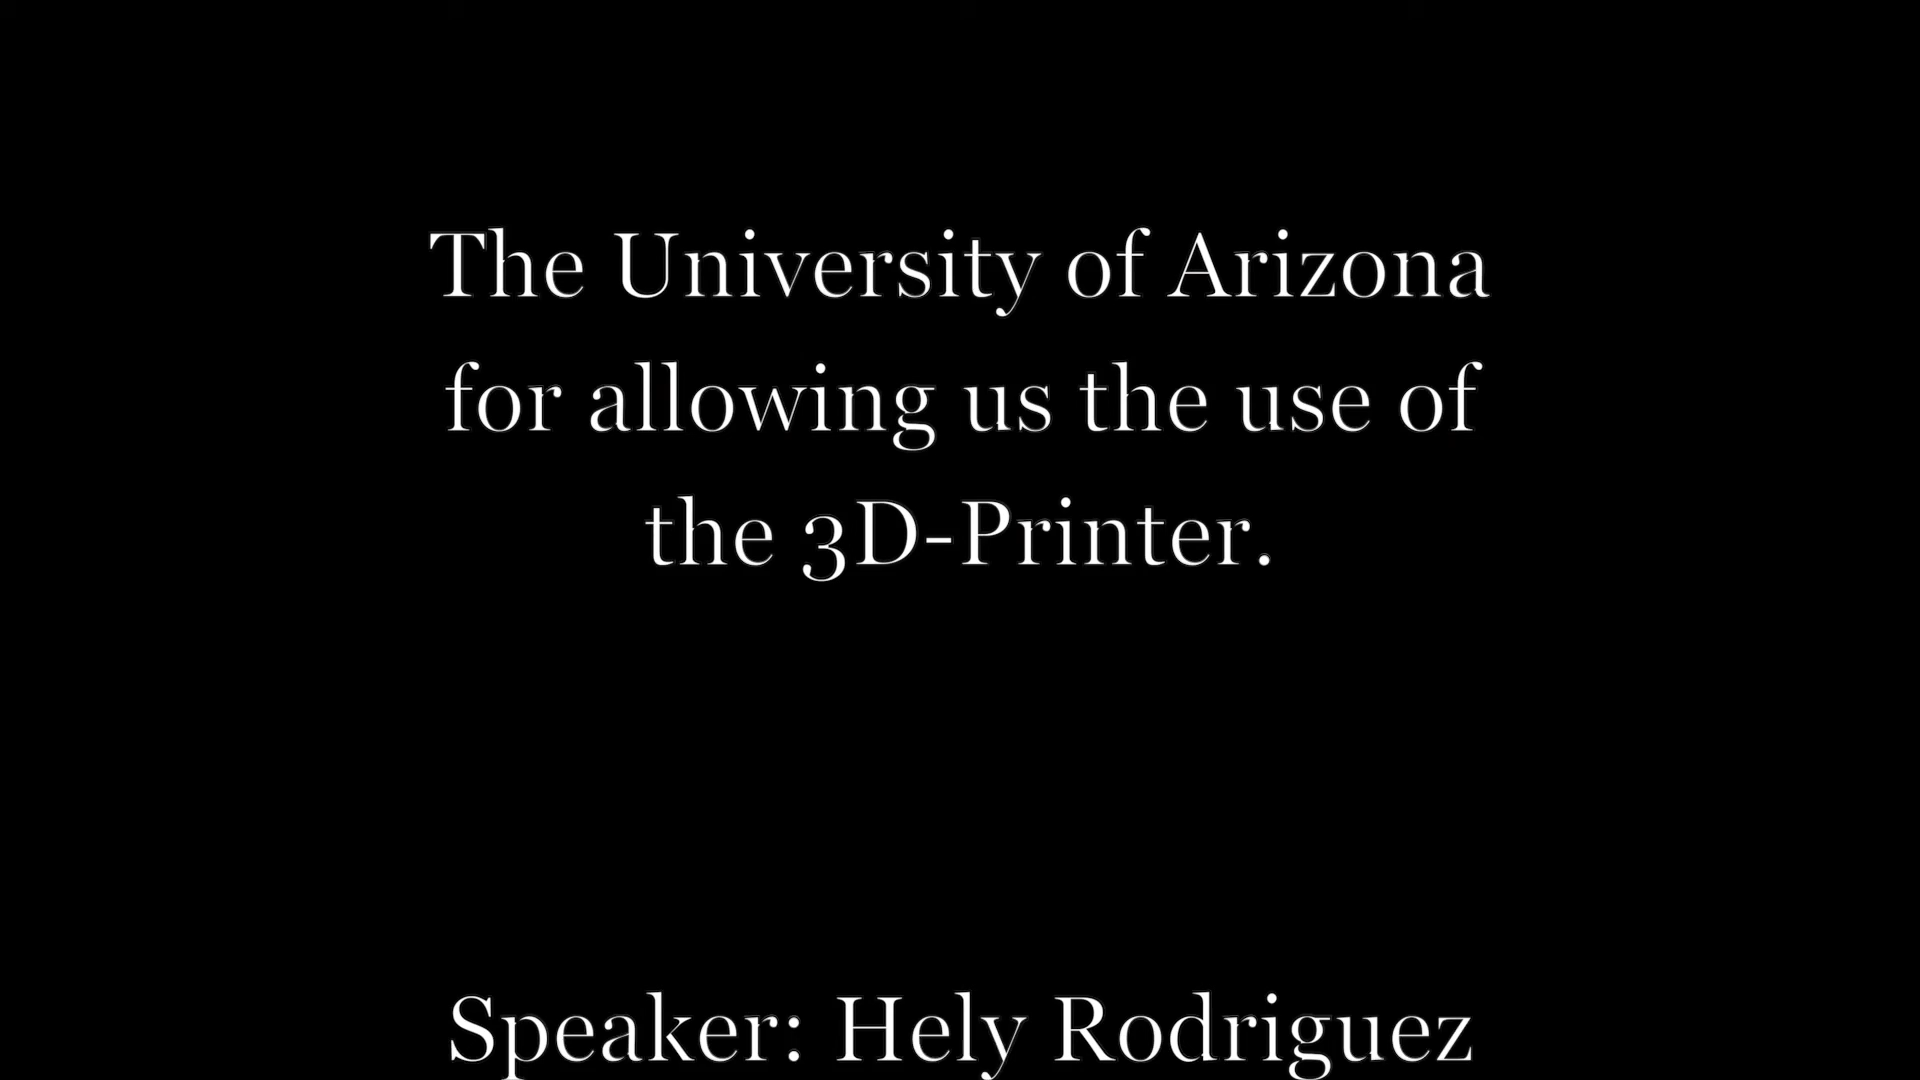 The University of Arizona
for allowing us the use of
the 3D-Printer.
Speaker: Hely Rodriguez